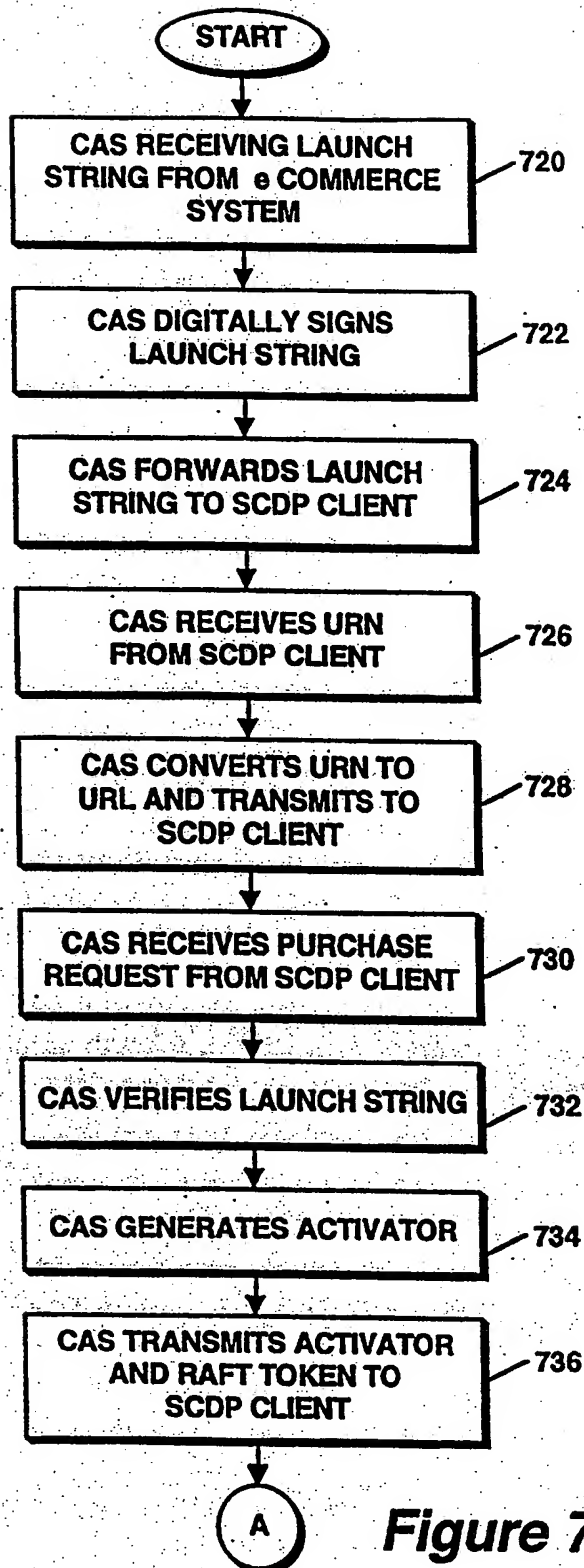 START
CAS RECEIVING LAUNCH
STRING FROM e COMMERCE
SYSTEM
720
CAS DIGITALLY SIGNS
LAUNCH STRING
722
CAS FORWARDS LAUNCH
STRING TO SCDP CLIENT
724
CAS RECEIVES URN
FROM SCDP CLIENT
726
CAS CONVERTS URN TO
URL AND TRANSMITS TO
SCDP CLIENT
728
CAS RECEIVES PURCHASE
REQUEST FROM SCDP CLIENT
730
CAS VERIFIES LAUNCH STRING
732
CAS GENERATES ACTIVATOR
734
CAS TRANSMITS ACTIVATOR
AND RAFT TOKEN TO
SCDP CLIENT
736
A
Figure 7